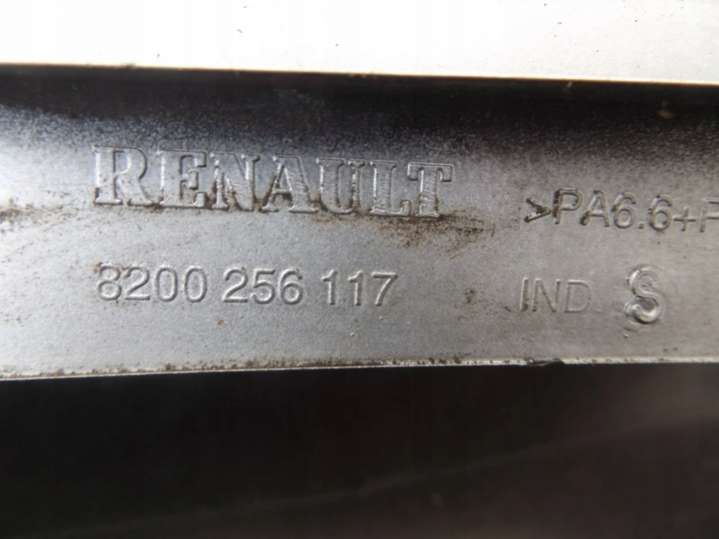 RENAULT >PA6.6+P
8200 256 117 IND. S